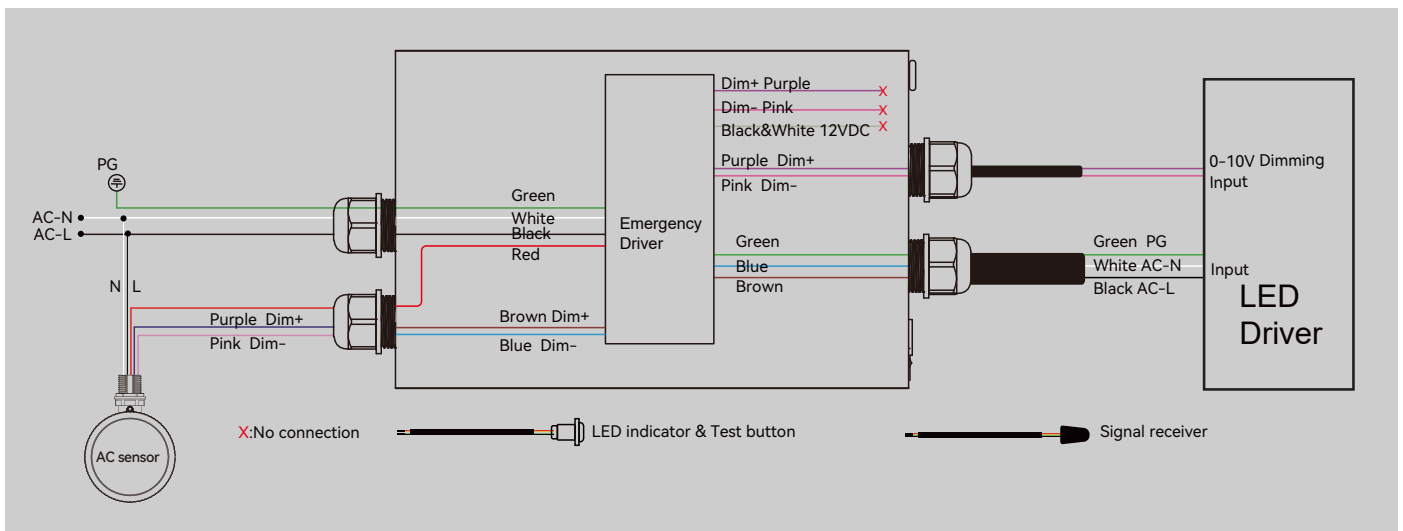 Dim+ Purple
Dim- Pink
Black&White 12VDC
X
X
X
PG
AC-N
AC-L
Green
White
Black
Red
Emergency
Driver
Purple Dim+
Pink Dim-
0-10V Dimming
Input
Green
Blue
Brown
Green PG
White AC-N
Black AC-L
Input
LED
Driver
N L
Purple Dim+
Pink Dim-
Brown Dim+
Blue Dim-
AC sensor
X:No connection
LED indicator & Test button
Signal receiver